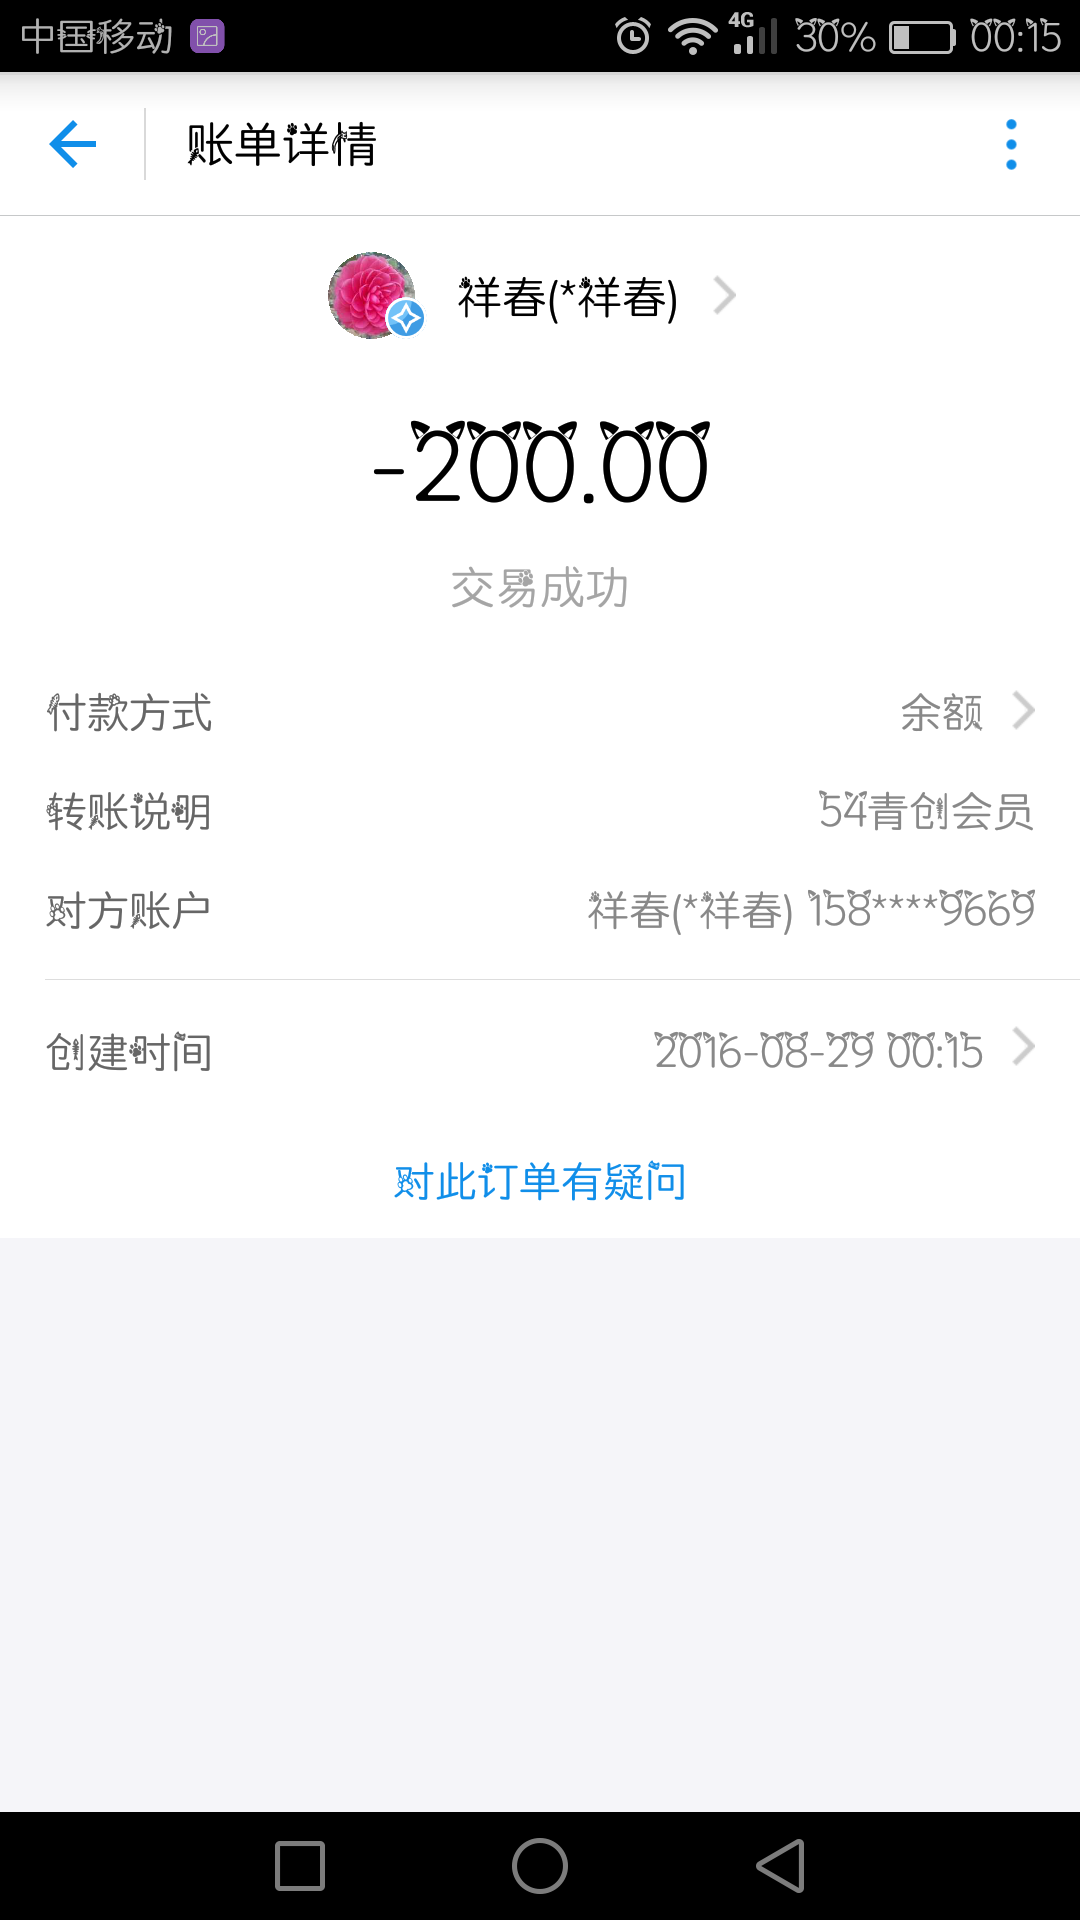 中国移动 4G 30% 00:15
账单详情
祥春(*祥春)
-200.00
交易成功
付款方式 余额
转账说明 54青创会员
对方账户 祥春(*祥春) 158****9669
创建时间 2016-08-29 00:15
对此订单有疑问